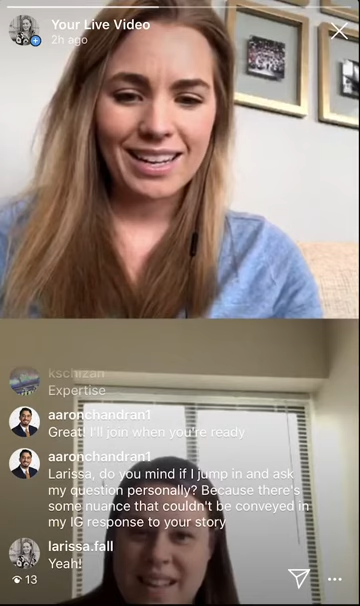 Your Live Video
2h ago
kschizan
Expertise
aaronchandran1
Great! I'll join when you're ready
aaronchandran1
Larissa, do you mind if I jump in and ask
my question personally? Because there's
some nuance that couldn't be conveyed in
my IG response to your story
larissa.fall
Yeah!
13